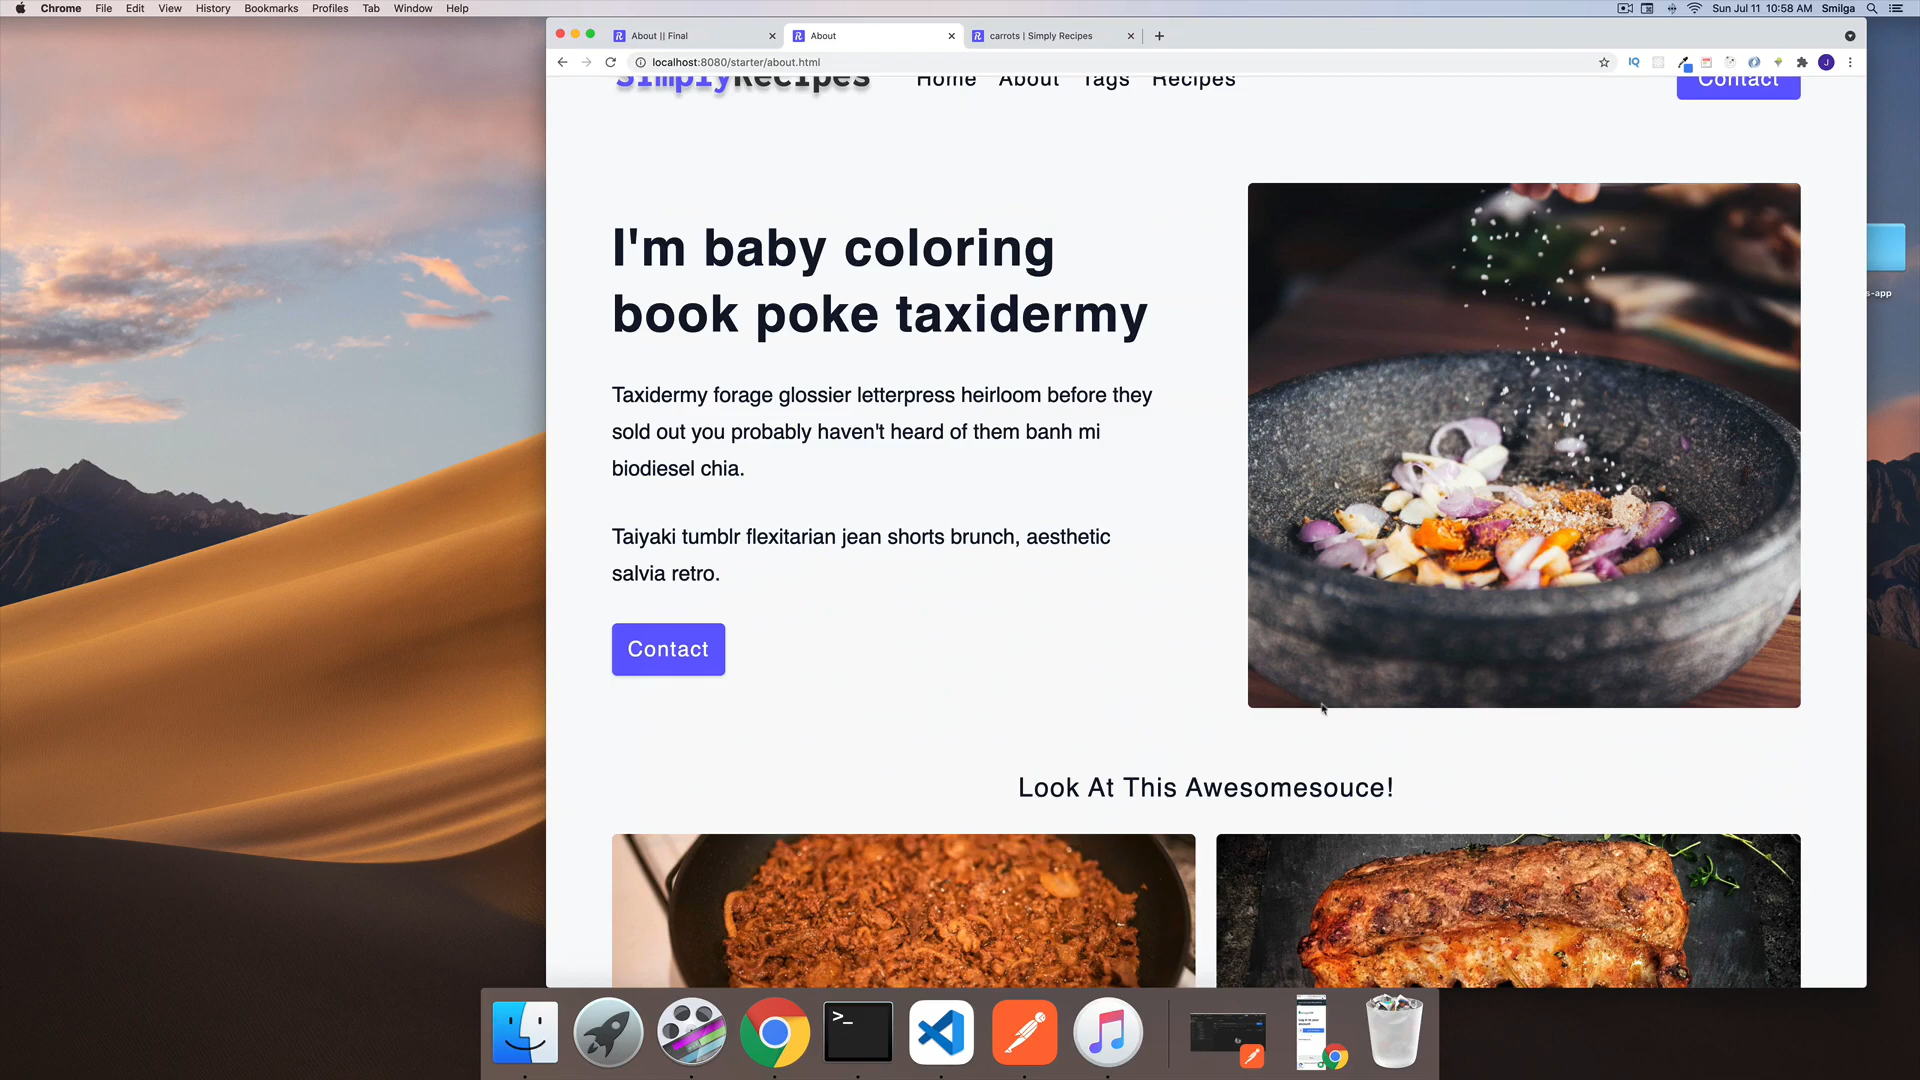 Chrome File Edit View History Bookmarks Profiles Tab Window Help
Sun Jul 11 10:58 AM Smilga
About || Final
About
carrots | Simply Recipes
localhost:8080/starter/about.html
IQ
J
SimplyRecipes Home About Tags Recipes Contact
I'm baby coloring
book poke taxidermy
Taxidermy forage glossier letterpress heirloom before they
sold out you probably haven't heard of them banh mi
biodiesel chia.
Taiyaki tumblr flexitarian jean shorts brunch, aesthetic
salvia retro.
Contact
Look At This Awesomesouce!
s-app